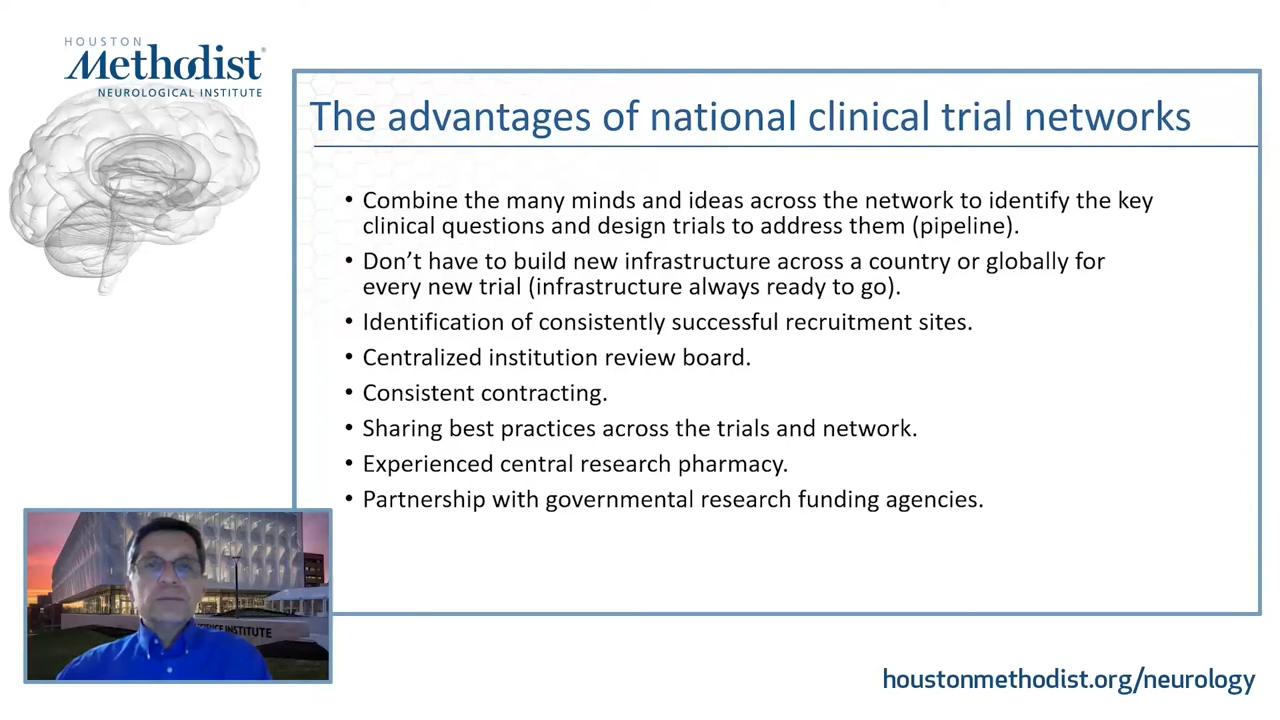 HOUSTON
Methodist®
NEUROLOGICAL INSTITUTE
The advantages of national clinical trial networks
• Combine the many minds and ideas across the network to identify the key
clinical questions and design trials to address them (pipeline).
• Don’t have to build new infrastructure across a country or globally for
every new trial (infrastructure always ready to go).
• Identification of consistently successful recruitment sites.
• Centralized institution review board.
• Consistent contracting.
• Sharing best practices across the trials and network.
• Experienced central research pharmacy.
• Partnership with governmental research funding agencies.
INSTITUTE
houstonmethodist.org/neurology